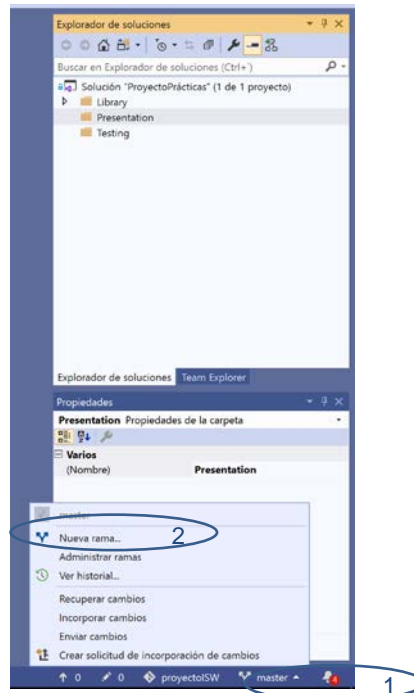 Explorador de soluciones
Buscar en Explorador de soluciones (Ctrl+´)
Solución "ProyectoPrácticas" (1 de 1 proyecto)
Library
Presentation
Testing
Explorador de soluciones Team Explorer
Propiedades
Presentation Propiedades de la carpeta
Varios
(Nombre) Presentation
master
Nueva rama... 2
Administrar ramas
Ver historial...
Recuperar cambios
Incorporar cambios
Enviar cambios
Crear solicitud de incorporación de cambios
0 0 proyectoISW master 4 1